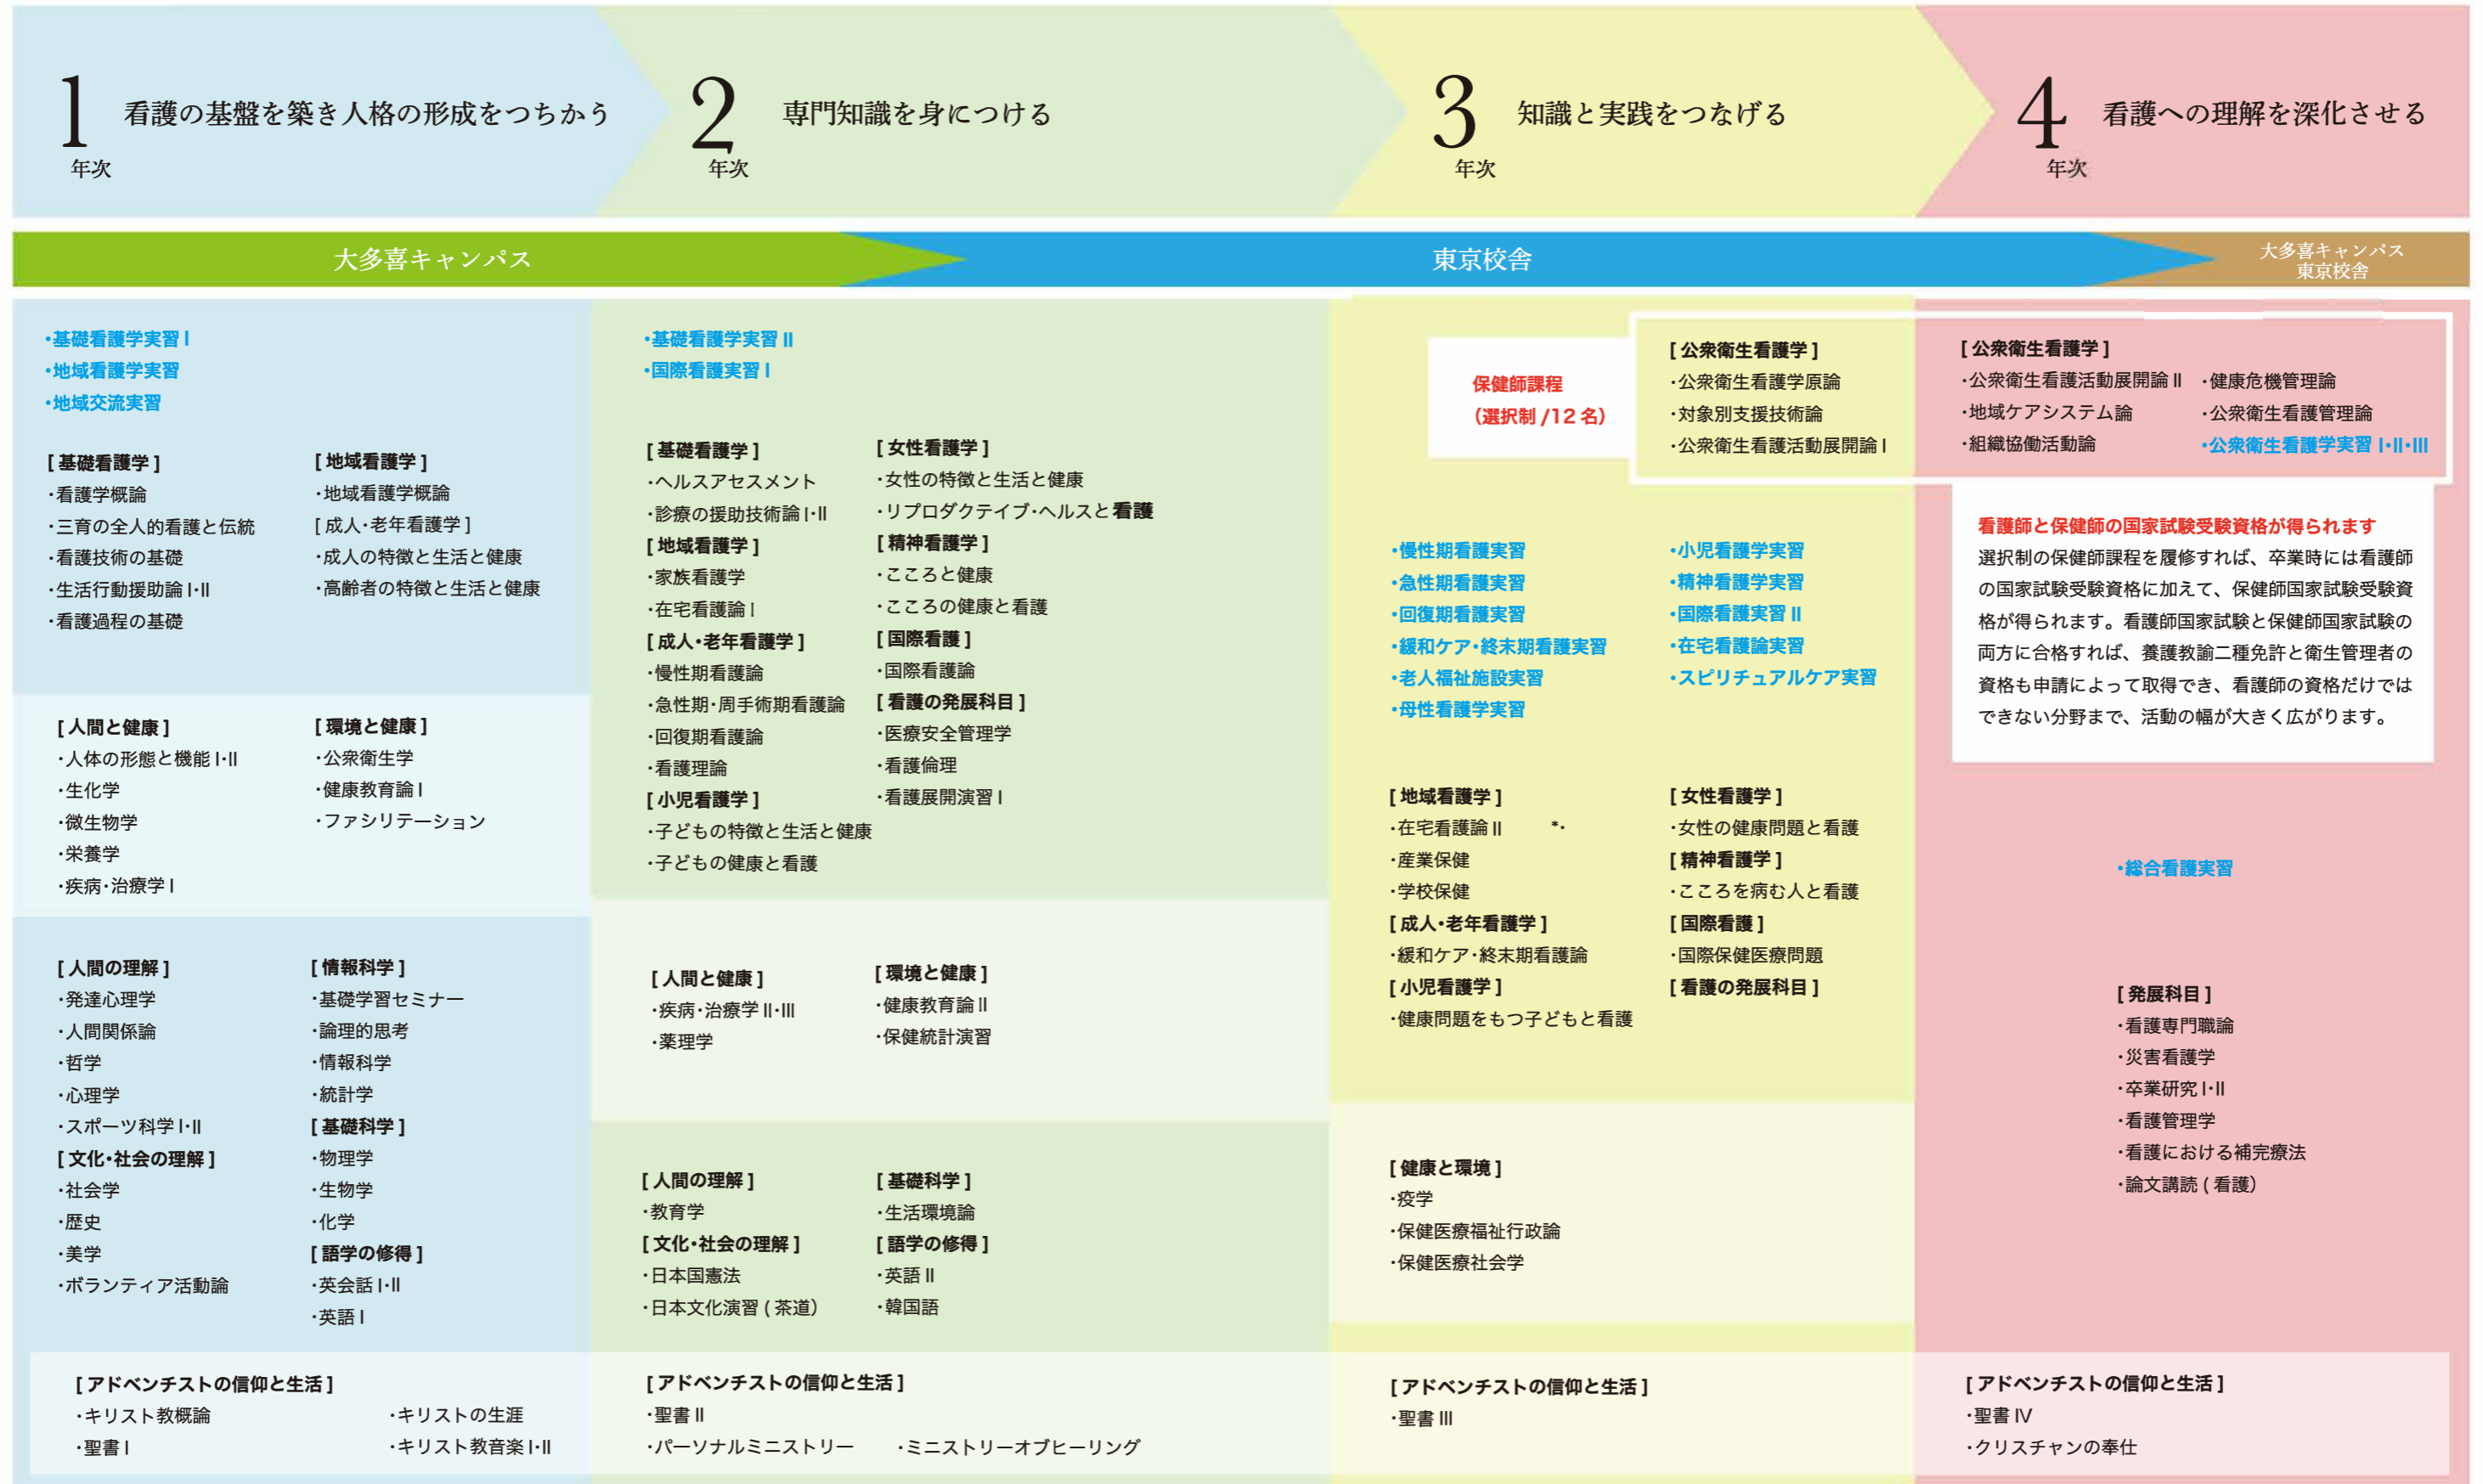 1
年次
看護の基盤を築き人格の形成をつちかう
2
年次
専門知識を身につける
3
年次
知識と実践をつなげる
4
年次
看護への理解を深化させる
大多喜キャンパス
東京校舎
大多喜キャンパス
東京校舎
・基礎看護学実習 I
・地域看護学実習
・地域交流実習
[ 基礎看護学 ]
・看護学概論
・三育の全人的看護と伝統
・看護技術の基礎
・生活行動援助論 I・II
・看護過程の基礎
[ 地域看護学 ]
・地域看護学概論
[ 成人・老年看護学 ]
・成人の特徴と生活と健康
・高齢者の特徴と生活と健康
[ 人間と健康 ]
・人体の形態と機能 I・II
・生化学
・微生物学
・栄養学
・疾病・治療学 I
[ 環境と健康 ]
・公衆衛生学
・健康教育論 I
・ファシリテーション
[ 人間の理解 ]
・発達心理学
・人間関係論
・哲学
・心理学
・スポーツ科学 I・II
[ 文化・社会の理解 ]
・社会学
・歴史
・美学
・ボランティア活動論
[ 情報科学 ]
・基礎学習セミナー
・論理的思考
・情報科学
・統計学
[ 基礎科学 ]
・物理学
・生物学
・化学
[ 語学の修得 ]
・英会話 I・II
・英語 I
[ アドベンチストの信仰と生活 ]
・キリスト教概論
・聖書 I
・キリストの生涯
・キリスト教音楽 I・II
・基礎看護学実習 II
・国際看護実習 I
[ 基礎看護学 ]
・ヘルスアセスメント
・診療の援助技術論 I・II
[ 地域看護学 ]
・家族看護学
・在宅看護論 I
[ 成人・老年看護学 ]
・慢性期看護論
・急性期・周手術期看護論
・回復期看護論
・看護理論
[ 小児看護学 ]
・子どもの特徴と生活と健康
・子どもの健康と看護
[ 女性看護学 ]
・女性の特徴と生活と健康
・リプロダクテイブ・ヘルスと看護
[ 精神看護学 ]
・こころと健康
・こころの健康と看護
[ 国際看護 ]
・国際看護論
[ 看護の発展科目 ]
・医療安全管理学
・看護倫理
・看護展開演習 I
[ 人間と健康 ]
・疾病・治療学 II・III
・薬理学
[ 環境と健康 ]
・健康教育論 II
・保健統計演習
[ 人間の理解 ]
・教育学
[ 文化・社会の理解 ]
・日本国憲法
・日本文化演習 ( 茶道）
[ 基礎科学 ]
・生活環境論
[ 語学の修得 ]
・英語 II
・韓国語
[ アドベンチストの信仰と生活 ]
・聖書 II
・パーソナルミニストリー
・ミニストリーオブヒーリング
保健師課程
（選択制 /12 名）
[ 公衆衛生看護学 ]
・公衆衛生看護学原論
・対象別支援技術論
・公衆衛生看護活動展開論 I
・慢性期看護実習
・急性期看護実習
・回復期看護実習
・緩和ケア・終末期看護実習
・老人福祉施設実習
・母性看護学実習
・小児看護学実習
・精神看護学実習
・国際看護実習 II
・在宅看護論実習
・スピリチュアルケア実習
[ 地域看護学 ]
・在宅看護論 II *・
・産業保健
・学校保健
[ 成人・老年看護学 ]
・緩和ケア・終末期看護論
[ 小児看護学 ]
・健康問題をもつ子どもと看護
[ 女性看護学 ]
・女性の健康問題と看護
[ 精神看護学 ]
・こころを病む人と看護
[ 国際看護 ]
・国際保健医療問題
[ 看護の発展科目 ]
[ 健康と環境 ]
・疫学
・保健医療福祉行政論
・保健医療社会学
[ アドベンチストの信仰と生活 ]
・聖書 III
[ 公衆衛生看護学 ]
・公衆衛生看護活動展開論 II
・地域ケアシステム論
・組織協働活動論
・健康危機管理論
・公衆衛生看護管理論
・公衆衛生看護学実習 I・II・III
看護師と保健師の国家試験受験資格が得られます
選択制の保健師課程を履修すれば、卒業時には看護師
の国家試験受験資格に加えて、保健師国家試験受験資
格が得られます。看護師国家試験と保健師国家試験の
両方に合格すれば、養護教諭二種免許と衛生管理者の
資格も申請によって取得でき、看護師の資格だけでは
できない分野まで、活動の幅が大きく広がります。
・総合看護実習
[ 発展科目 ]
・看護専門職論
・災害看護学
・卒業研究 I・II
・看護管理学
・看護における補完療法
・論文講読 ( 看護）
[ アドベンチストの信仰と生活 ]
・聖書 IV
・クリスチャンの奉仕